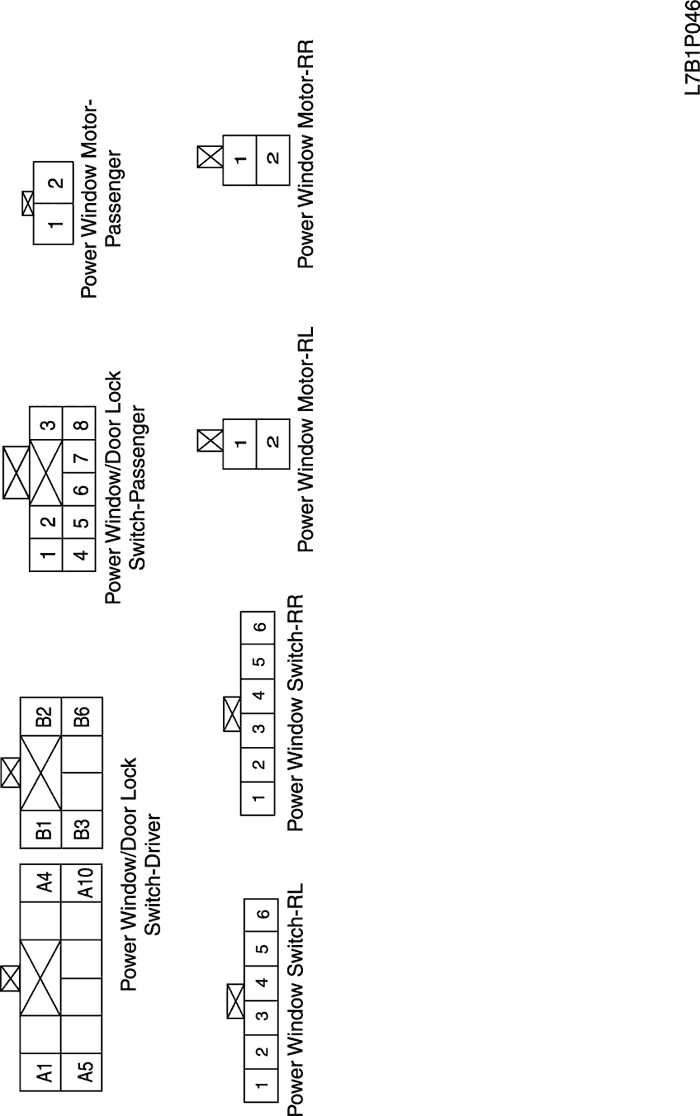 A1 A4
A5 A10
B1 B2
B3 B6
Power Window/Door Lock
Switch-Driver
1 2 3
4 5 6 7 8
Power Window/Door Lock
Switch-Passenger
1 2
Power Window Motor-
Passenger
1 2 3 4 5 6
Power Window Switch-RL
1 2 3 4 5 6
Power Window Switch-RR
1
2
Power Window Motor-RL
1
2
Power Window Motor-RR
L7B1P046